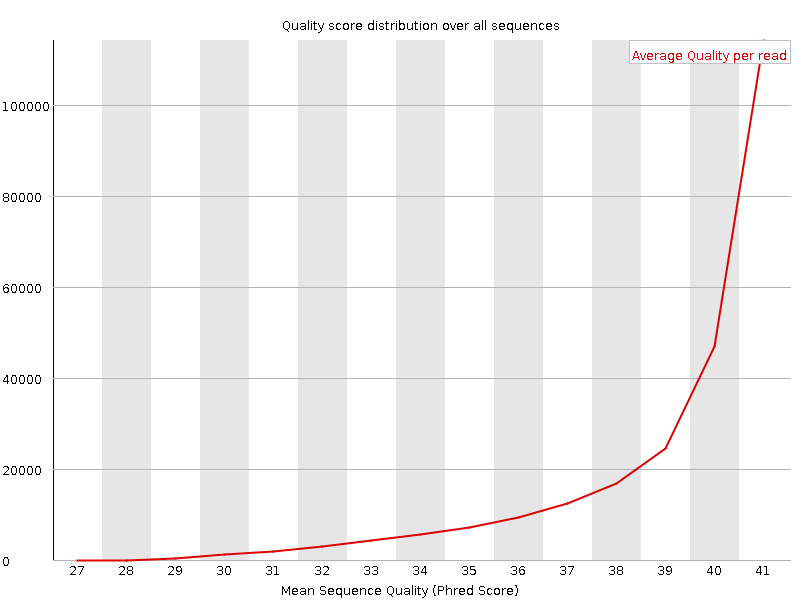 Quality score distribution over all sequences
Average Quality per read
100000
80000
60000
40000
20000
0
27 28 29 30 31 32 33 34 35 36 37 38 39 40 41
Mean Sequence Quality (Phred Score)